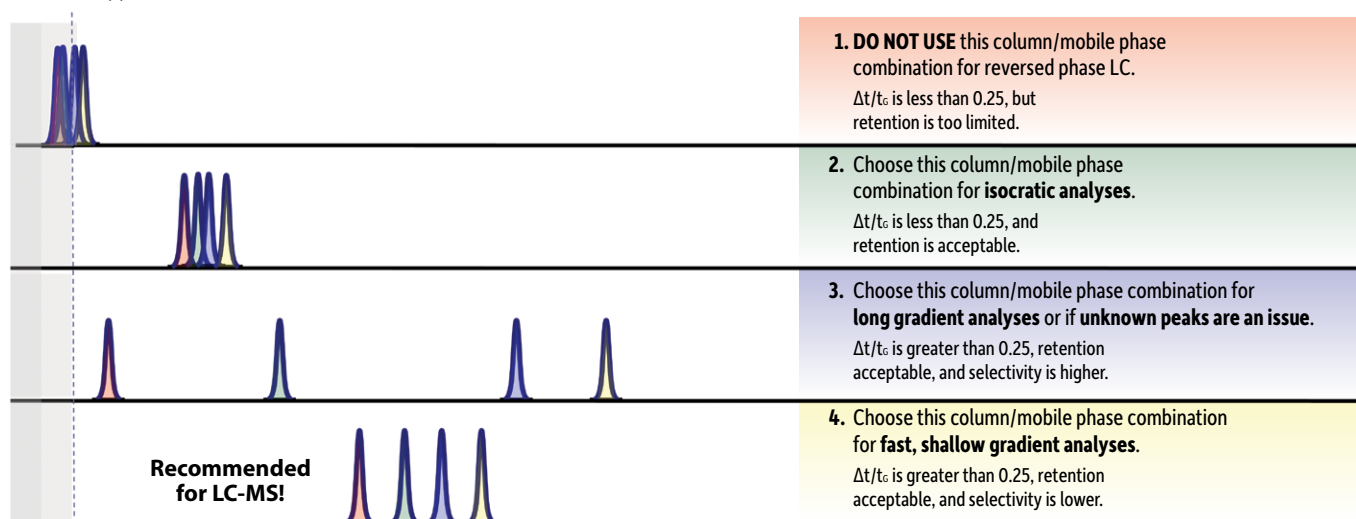 1. DO NOT USE this column/mobile phase
combination for reversed phase LC.
Δt/tG is less than 0.25, but
retention is too limited.
2. Choose this column/mobile phase
combination for isocratic analyses.
Δt/tG is less than 0.25, and
retention is acceptable.
3. Choose this column/mobile phase combination for
long gradient analyses or if unknown peaks are an issue.
Δt/tG is greater than 0.25, retention
acceptable, and selectivity is higher.
Recommended
for LC-MS!
4. Choose this column/mobile phase combination
for fast, shallow gradient analyses.
Δt/tG is greater than 0.25, retention
acceptable, and selectivity is lower.